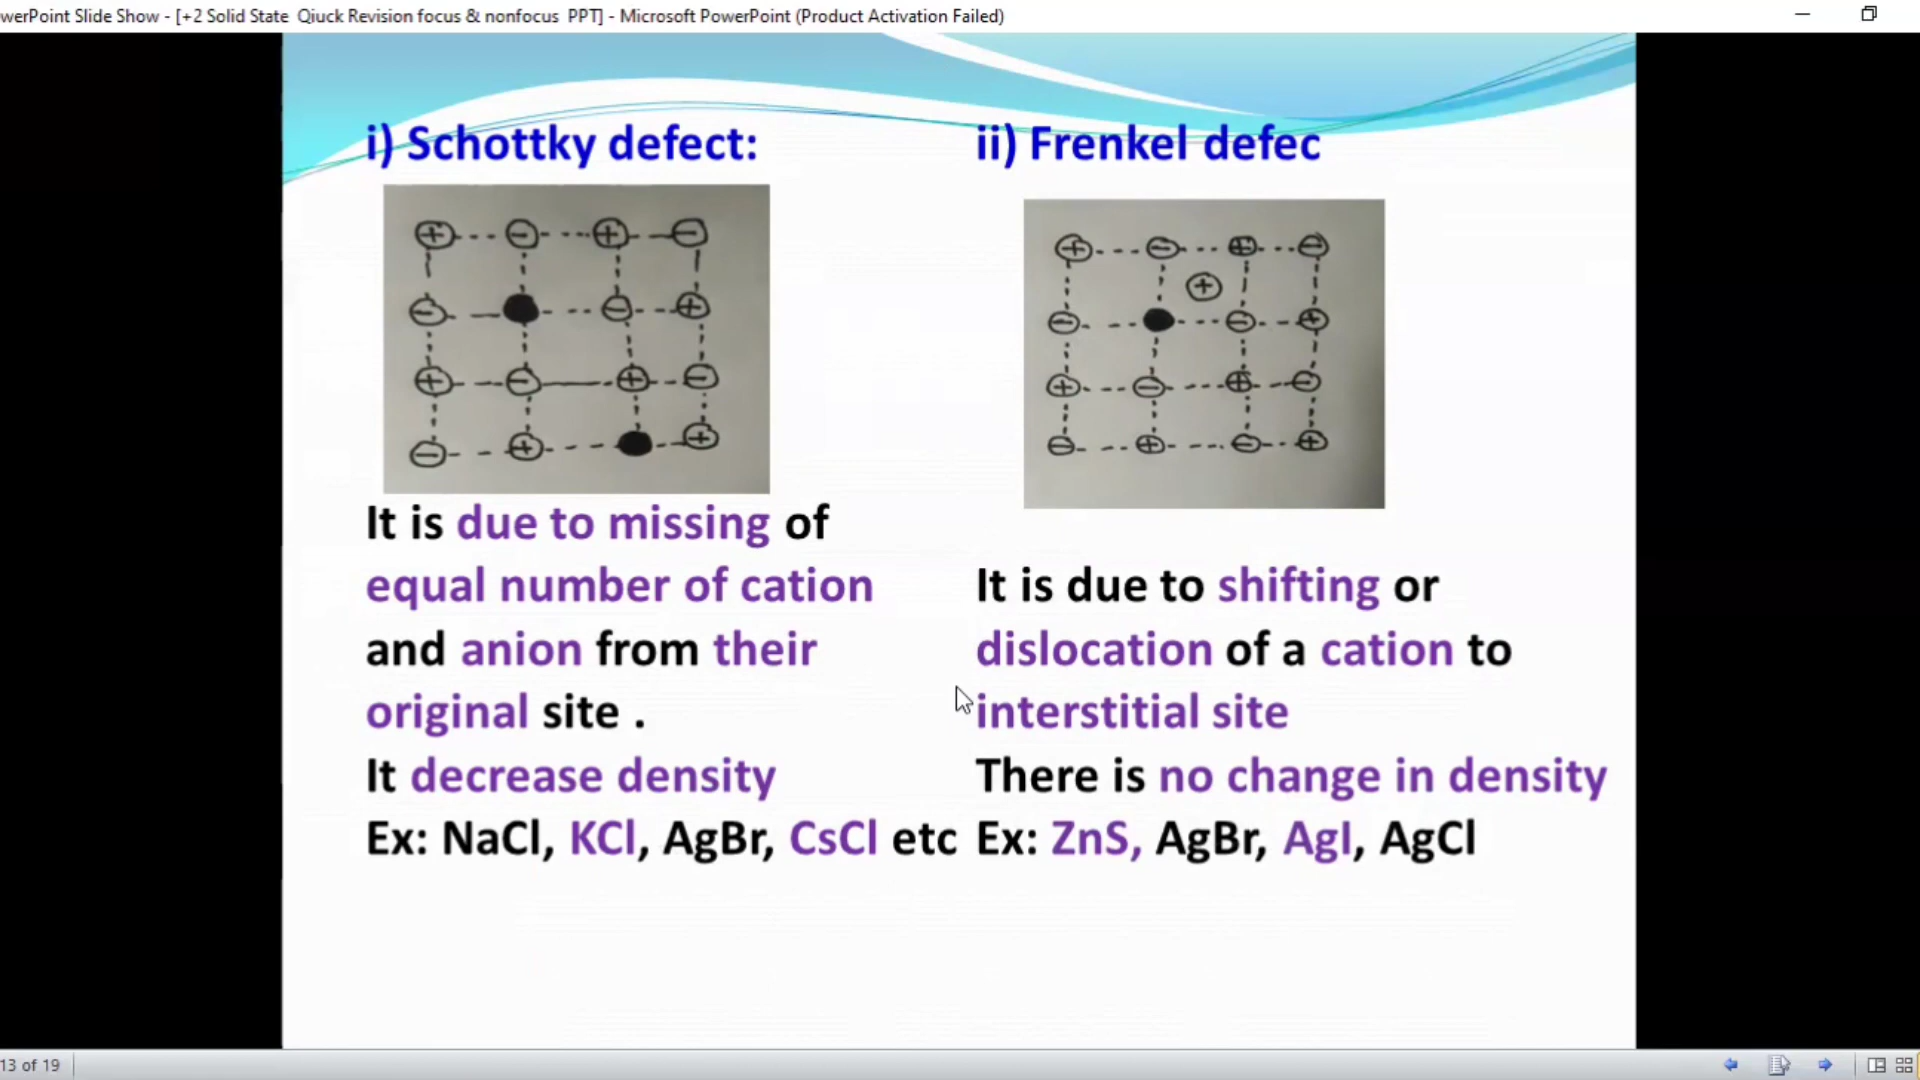 werPoint Slide Show - [+2 Solid State Qiuck Revision focus & nonfocus PPT] - Microsoft PowerPoint (Product Activation Failed)
i) Schottky defect:
+ - + -
- - +
+ - + -
- + +
It is due to missing of
equal number of cation
and anion from their
original site .
It decrease density
Ex: NaCl, KCl, AgBr, CsCl etc
ii) Frenkel defec
+ - + -
+
- - +
+ - + -
- + - +
It is due to shifting or
dislocation of a cation to
interstitial site
There is no change in density
Ex: ZnS, AgBr, AgI, AgCl
13 of 19